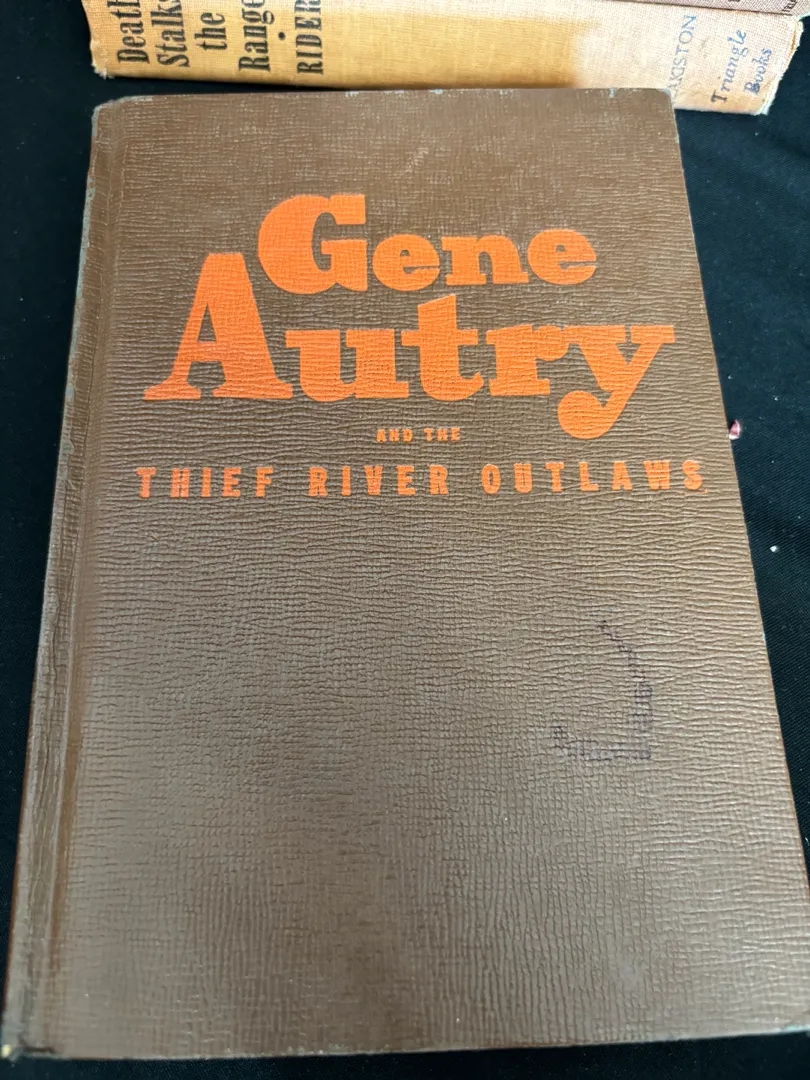 Death
Stalks
the
Range
•
RIDER
Triangle
Books
Gene
Autry
AND THE
THIEF RIVER OUTLAWS